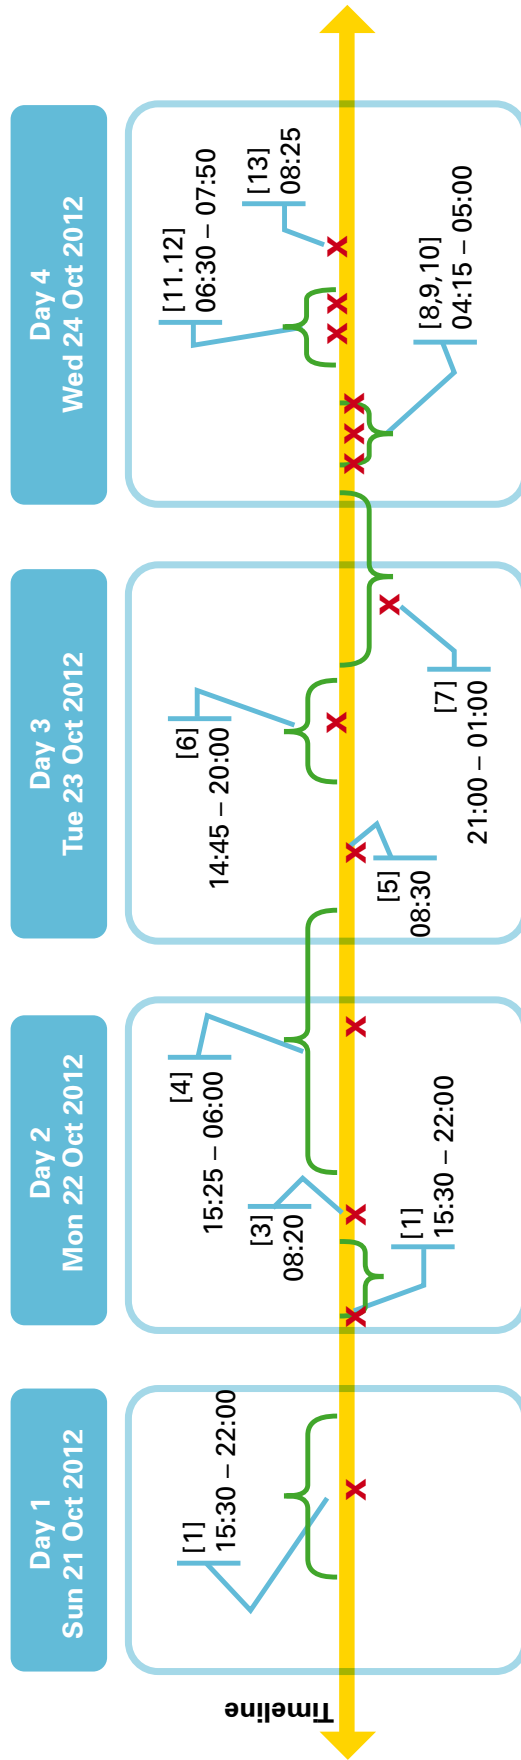 Timeline
Day 1
Sun 21 Oct 2012
[1]
15:30 – 22:00
Day 2
Mon 22 Oct 2012
[1]
15:30 – 22:00
[3]
08:20
[4]
15:25 – 06:00
Day 3
Tue 23 Oct 2012
[5]
08:30
[6]
14:45 – 20:00
[7]
21:00 – 01:00
Day 4
Wed 24 Oct 2012
[8,9,10]
04:15 – 05:00
[11.12]
06:30 – 07:50
[13]
08:25